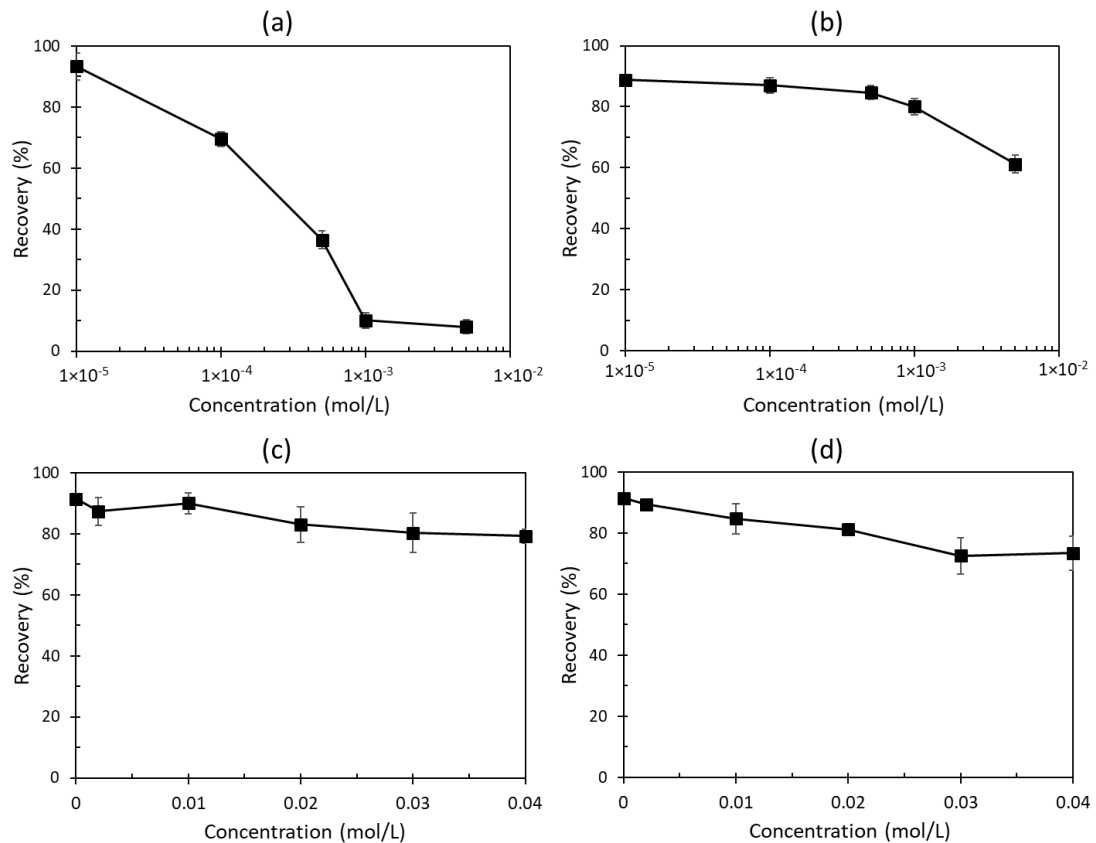 (a)
100
80
60
40
20
0
Recovery (%)
1×10⁻⁵ 1×10⁻⁴ 1×10⁻³ 1×10⁻²
Concentration (mol/L)
(b)
100
80
60
40
20
0
Recovery (%)
1×10⁻⁵ 1×10⁻⁴ 1×10⁻³ 1×10⁻²
Concentration (mol/L)
(c)
100
80
60
40
20
0
Recovery (%)
0 0.01 0.02 0.03 0.04
Concentration (mol/L)
(d)
100
80
60
40
20
0
Recovery (%)
0 0.01 0.02 0.03 0.04
Concentration (mol/L)